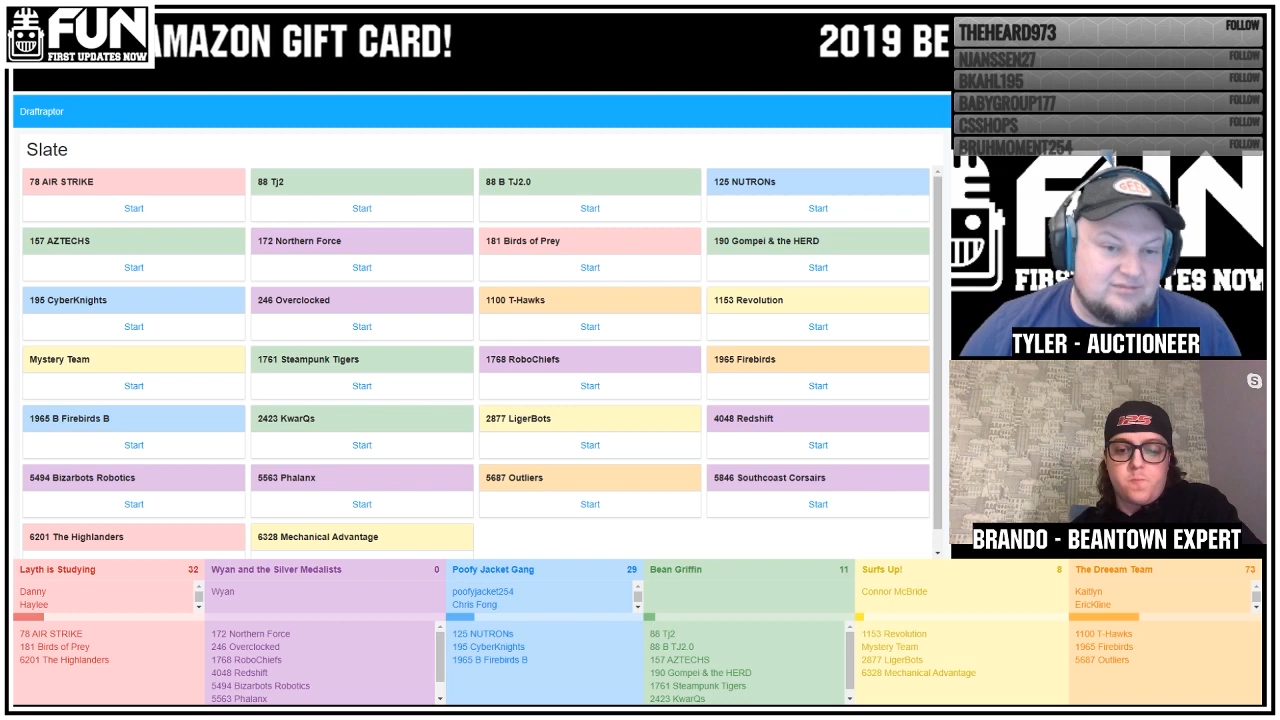 FUN
FIRST UPDATES NOW
AMAZON GIFT CARD!
2019 BE
THEHEARD973 FOLLOW
NJANSSEN27 FOLLOW
BKAHL195 FOLLOW
BABYGROUP177 FOLLOW
CSSHOPS FOLLOW
BRUHMOMENT254 FOLLOW
Draftraptor
Slate
78 AIR STRIKE
88 Tj2
88 B TJ2.0
125 NUTRONs
Start
Start
Start
Start
157 AZTECHS
172 Northern Force
181 Birds of Prey
190 Gompei & the HERD
Start
Start
Start
Start
195 CyberKnights
246 Overclocked
1100 T-Hawks
1153 Revolution
Start
Start
Start
Start
Mystery Team
1761 Steampunk Tigers
1768 RoboChiefs
1965 Firebirds
Start
Start
Start
Start
1965 B Firebirds B
2423 KwarQs
2877 LigerBots
4048 Redshift
Start
Start
Start
Start
5494 Bizarbots Robotics
5563 Phalanx
5687 Outliers
5846 Southcoast Corsairs
Start
Start
Start
Start
6201 The Highlanders
6328 Mechanical Advantage
TYLER - AUCTIONEER
125
BRANDO - BEANTOWN EXPERT
Layth is Studying 32
Danny
Haylee
78 AIR STRIKE
181 Birds of Prey
6201 The Highlanders
Wyan and the Silver Medalists 0
Wyan
172 Northern Force
246 Overclocked
1768 RoboChiefs
4048 Redshift
5494 Bizarbots Robotics
5563 Phalanx
Poofy Jacket Gang 29
poofyjacket254
Chris Fong
125 NUTRONs
195 CyberKnights
1965 B Firebirds B
Bean Griffin 11
88 Tj2
88 B TJ2.0
157 AZTECHS
190 Gompei & the HERD
1761 Steampunk Tigers
2423 KwarQs
Surfs Up! 8
Connor McBride
1153 Revolution
Mystery Team
2877 LigerBots
6328 Mechanical Advantage
The Dreeam Team 73
Kaitlyn
EricKline
1100 T-Hawks
1965 Firebirds
5687 Outliers